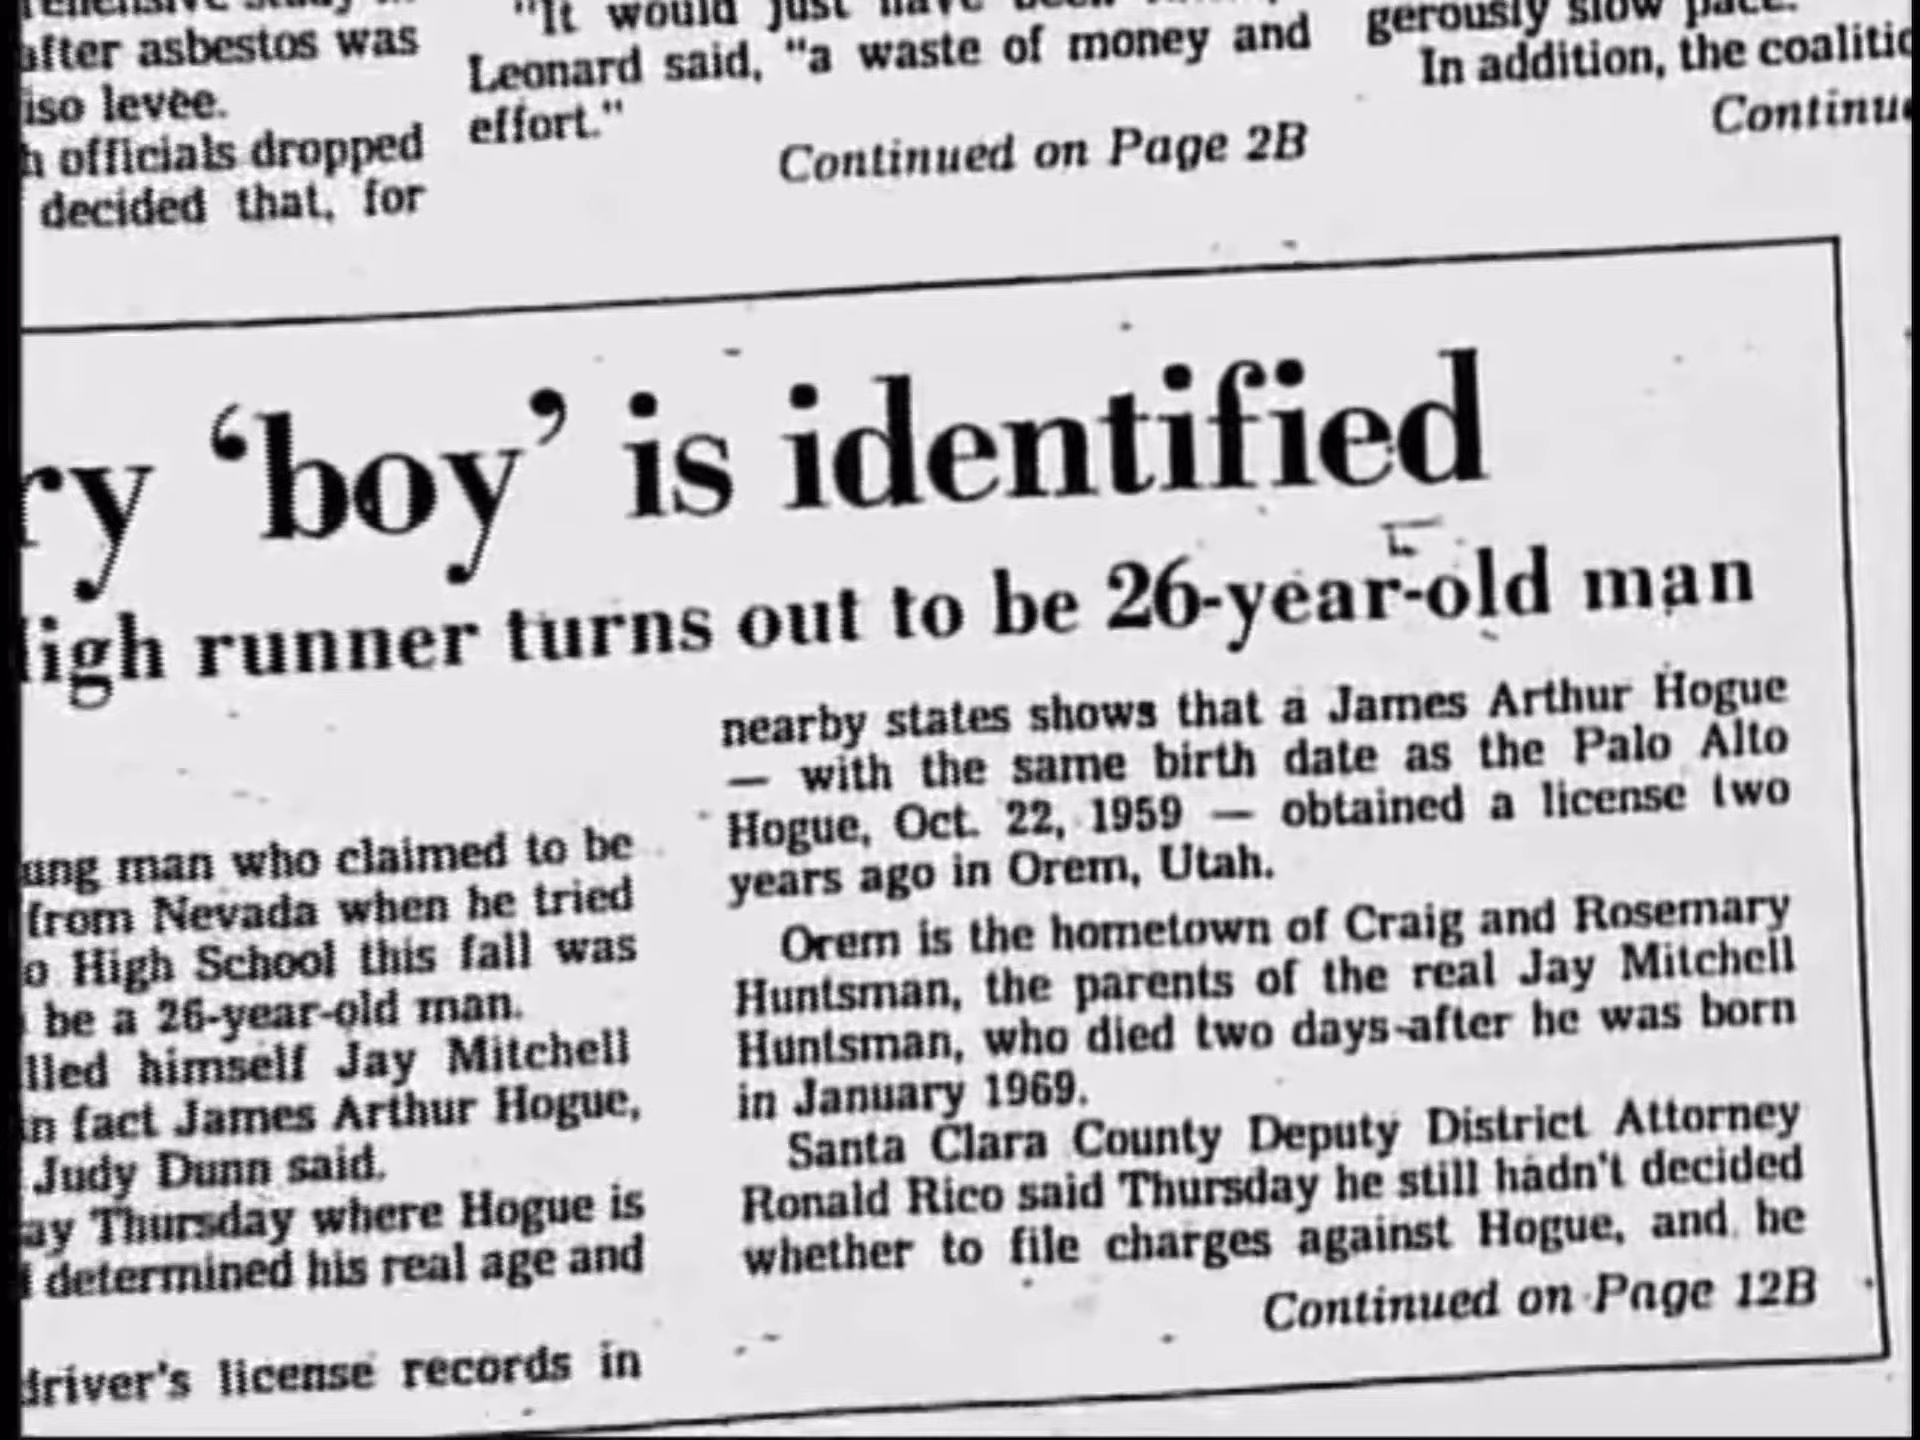 after asbestos was
iso levee.
h officials dropped
decided that, for
"It would just have been
Leonard said, "a waste of money and
effort."
Continued on Page 2B
gerously slow pace.
In addition, the coalitio
Continue
ry ‘boy’ is identified
High runner turns out to be 26-year-old man
ung man who claimed to be
from Nevada when he tried
o High School this fall was
be a 26-year-old man.
lled himself Jay Mitchell
n fact James Arthur Hogue,
Judy Dunn said.
ay Thursday where Hogue is
determined his real age and
driver's license records in
nearby states shows that a James Arthur Hogue
— with the same birth date as the Palo Alto
Hogue, Oct. 22, 1959 — obtained a license two
years ago in Orem, Utah.
Orem is the hometown of Craig and Rosemary
Huntsman, the parents of the real Jay Mitchell
Huntsman, who died two days after he was born
in January 1969.
Santa Clara County Deputy District Attorney
Ronald Rico said Thursday he still hadn't decided
whether to file charges against Hogue, and he
Continued on Page 12B